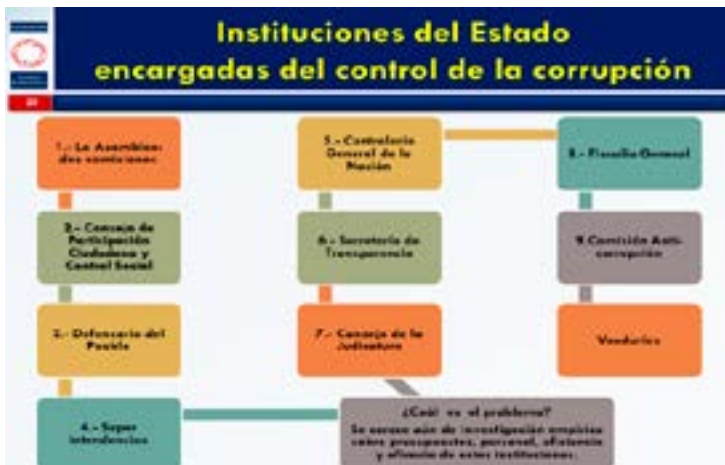 Instituciones del Estado
encargadas del control de la corrupción
1.- La Asamblea:
dos comisiones
2.- Consejo de
Participación
Ciudadana y
Control Social
3.- Defensoría del
Pueblo
4.- Super
intendencias
5.- Contraloría
General de la
Nación
6.- Secretaría de
Transparencia
7.- Consejo de la
Judicatura
8.- Fiscalía General
9. Comisión Anti-
corrupción
Veedurías
¿Cuál es el problema?
Se carece aún de investigación empírica
sobre presupuestos, personal, eficiencia
y eficacia de estas instituciones.